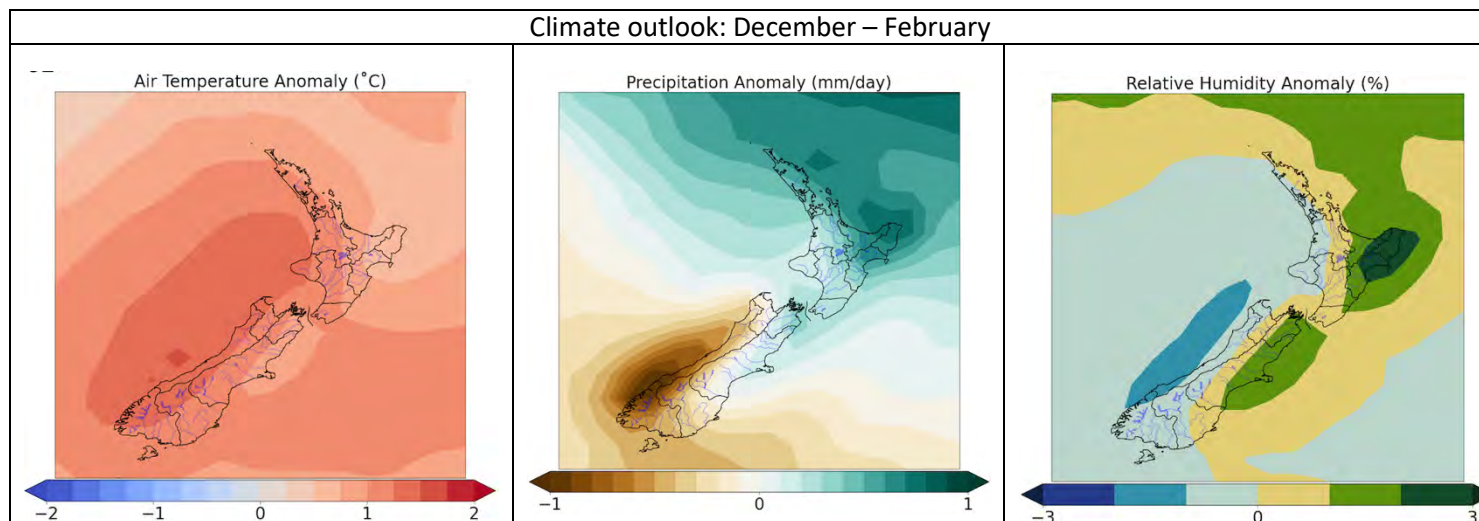 Climate outlook: December – February
Air Temperature Anomaly (˚C)
−2 −1 0 1 2
Precipitation Anomaly (mm/day)
−1 0 1
Relative Humidity Anomaly (%)
−3 0 3